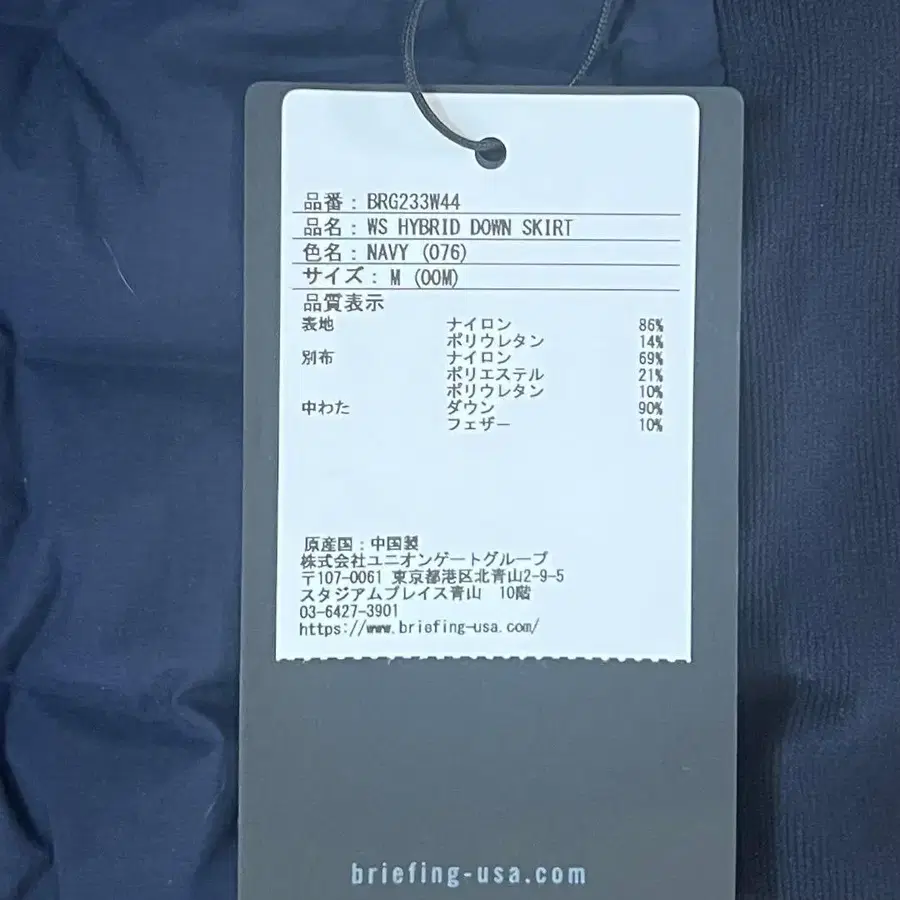 品番：BRG233W44
品名：WS HYBRID DOWN SKIRT
色名：NAVY (076)
サイズ：M (00M)
品質表示
表地 ナイロン 86%
ポリウレタン 14%
別布 ナイロン 69%
ポリエステル 21%
ポリウレタン 10%
中わた ダウン 90%
フェザー 10%
原産国：中国製
株式会社ユニオンゲートグループ
〒107-0061 東京都港区北青山2-9-5
スタジアムプレイス青山 10階
03-6427-3901
https://www.briefing-usa.com/
briefing-usa.com